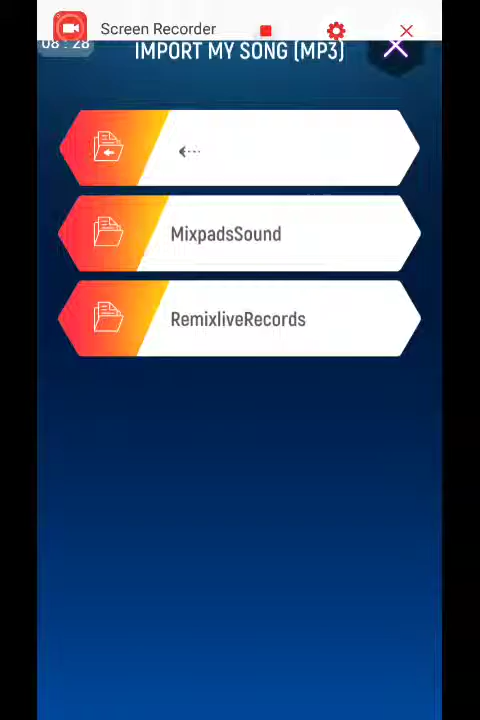 Screen Recorder
08:28
IMPORT MY SONG (MP3)
MixpadsSound
RemixliveRecords